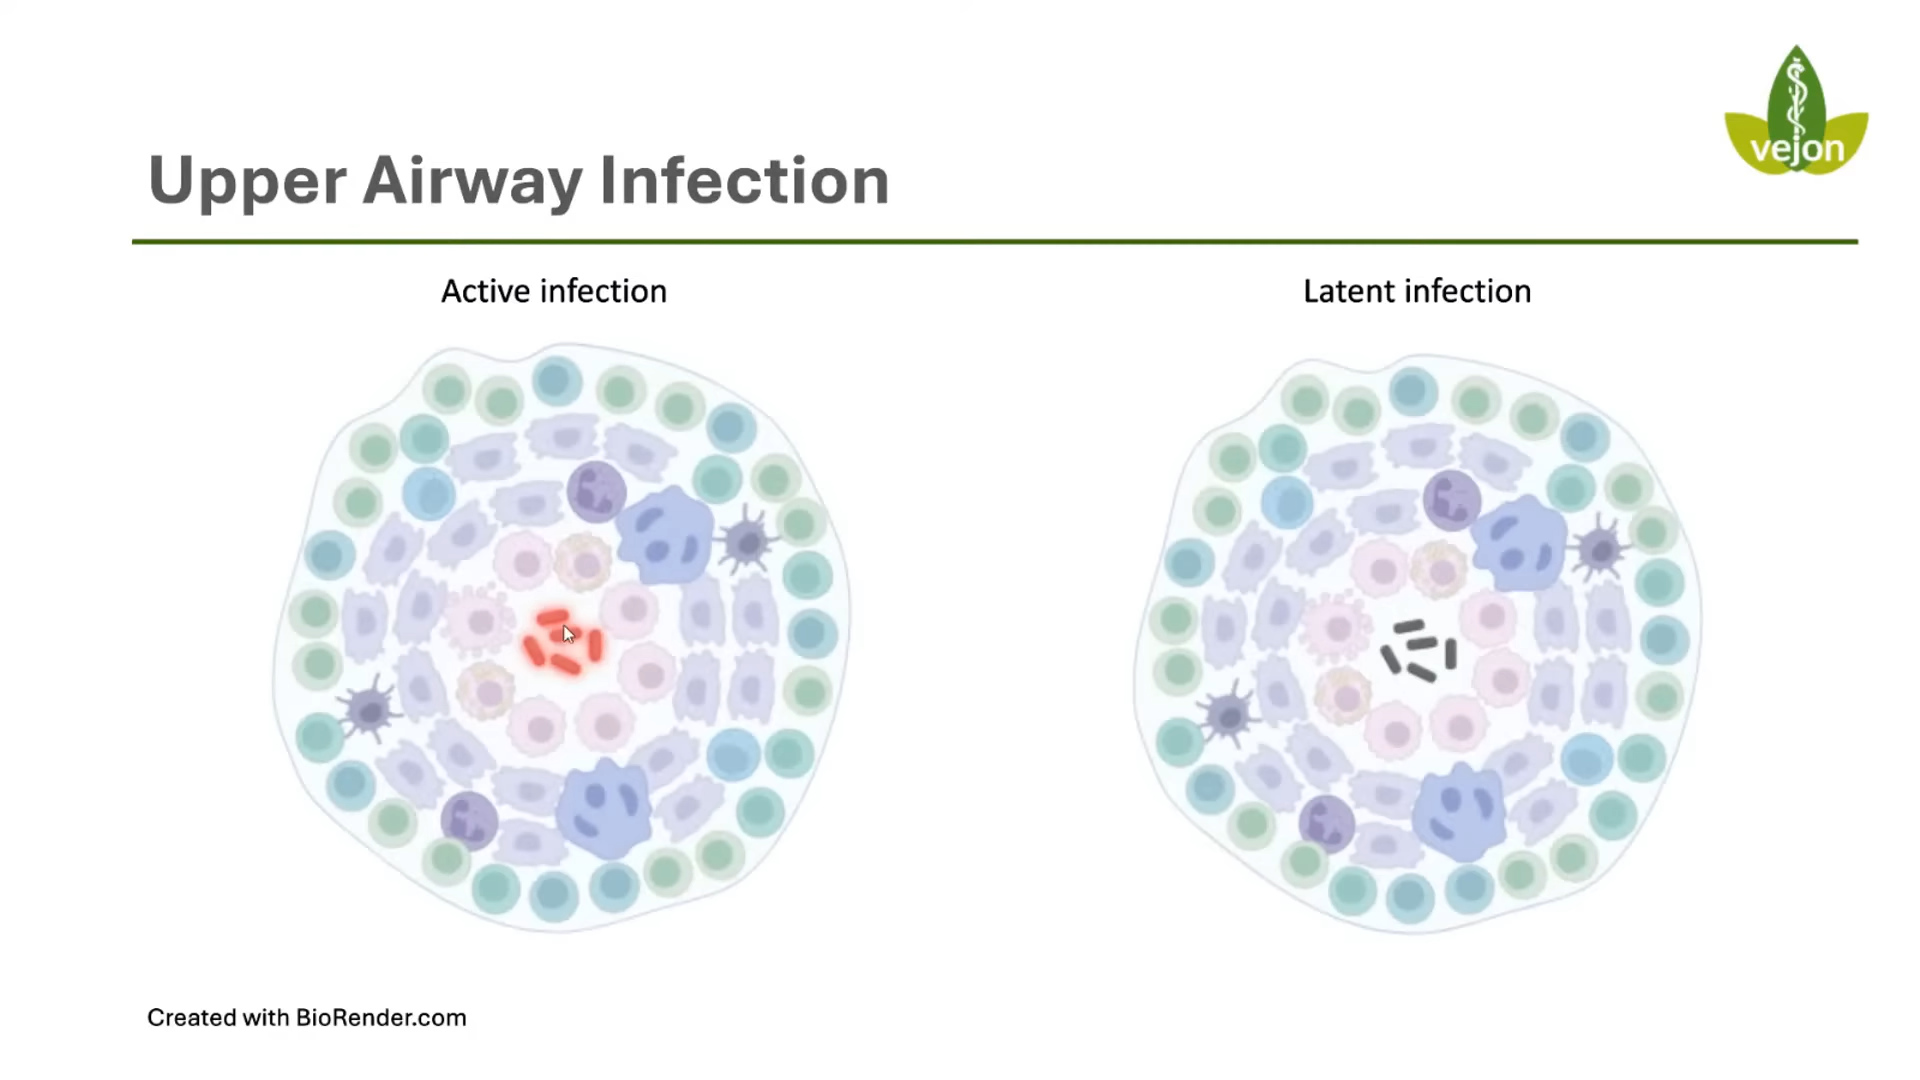 vejon
Upper Airway Infection
Active infection
Latent infection
Created with BioRender.com